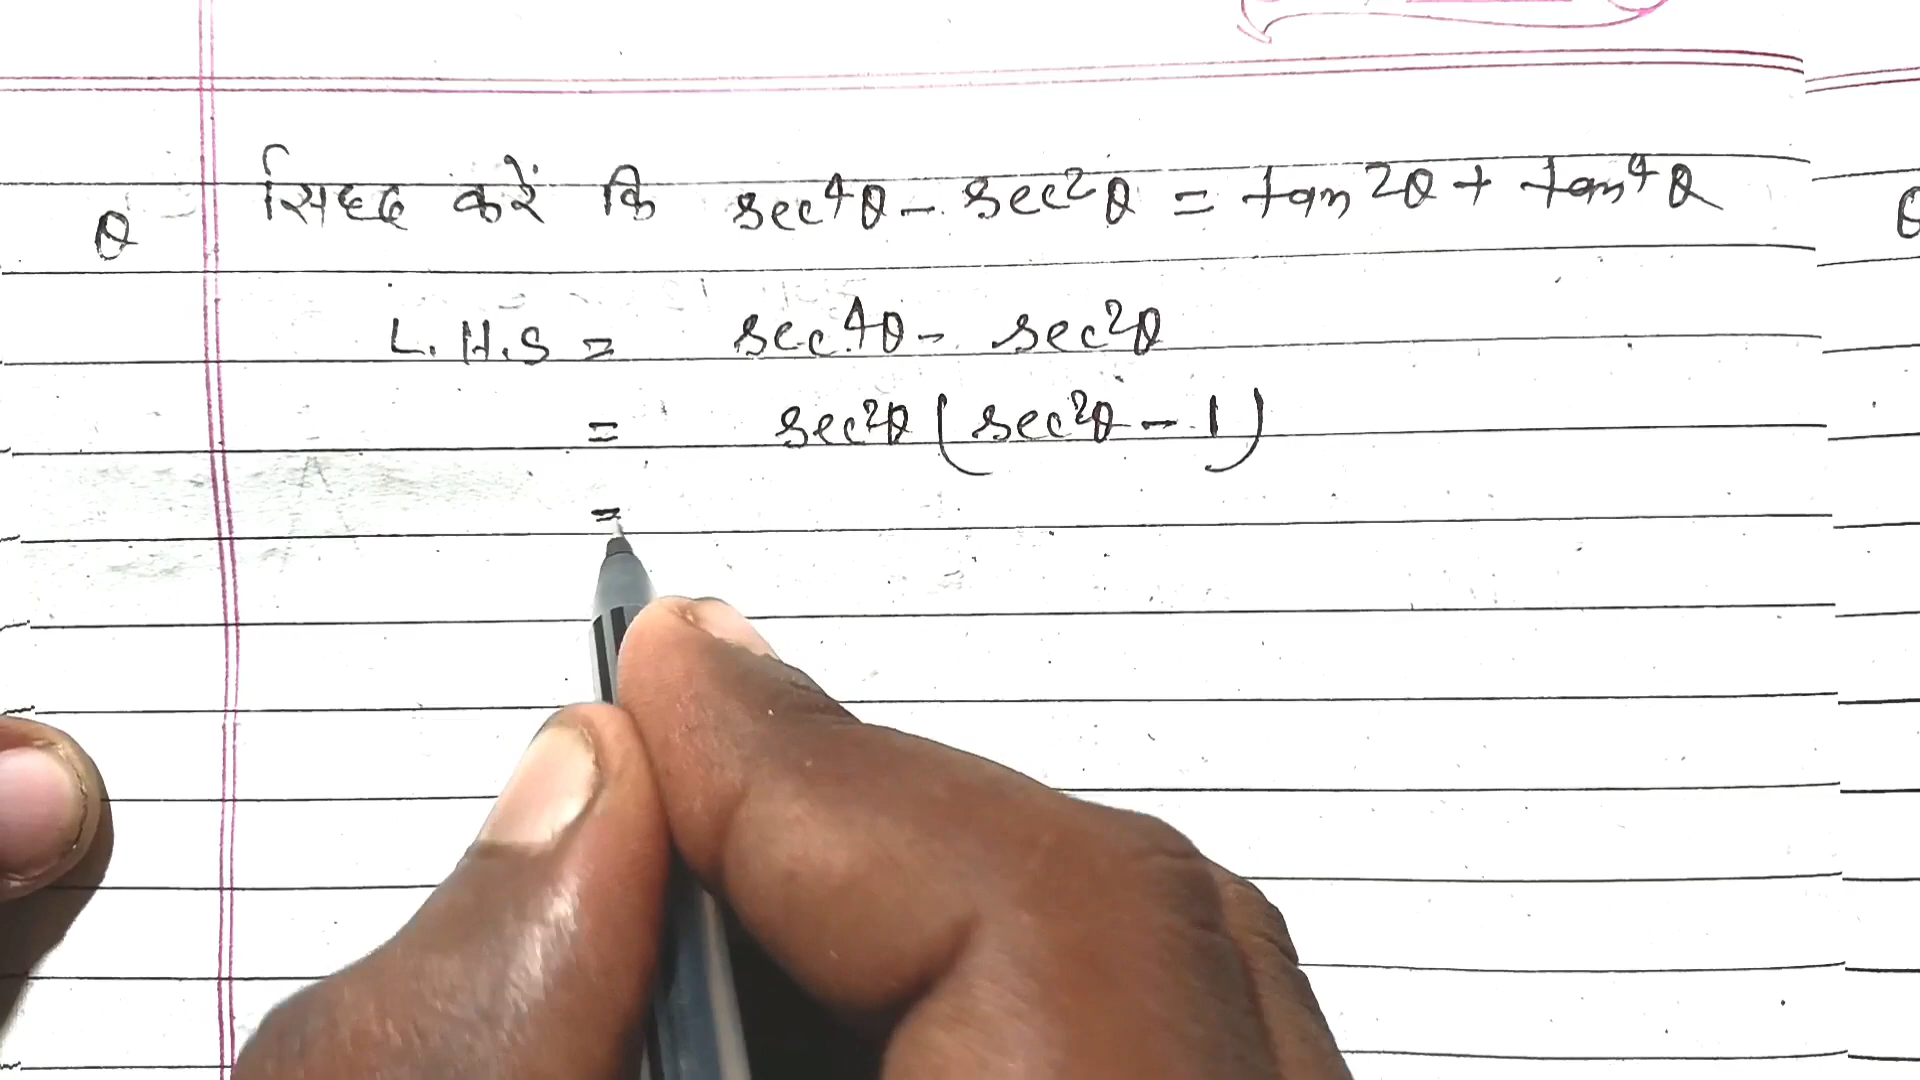 θ सिध्द करें कि sec⁴θ - sec²θ = tan²θ + tan⁴θ
L.H.S = sec⁴θ - sec²θ
= sec²θ (sec²θ - 1)
=